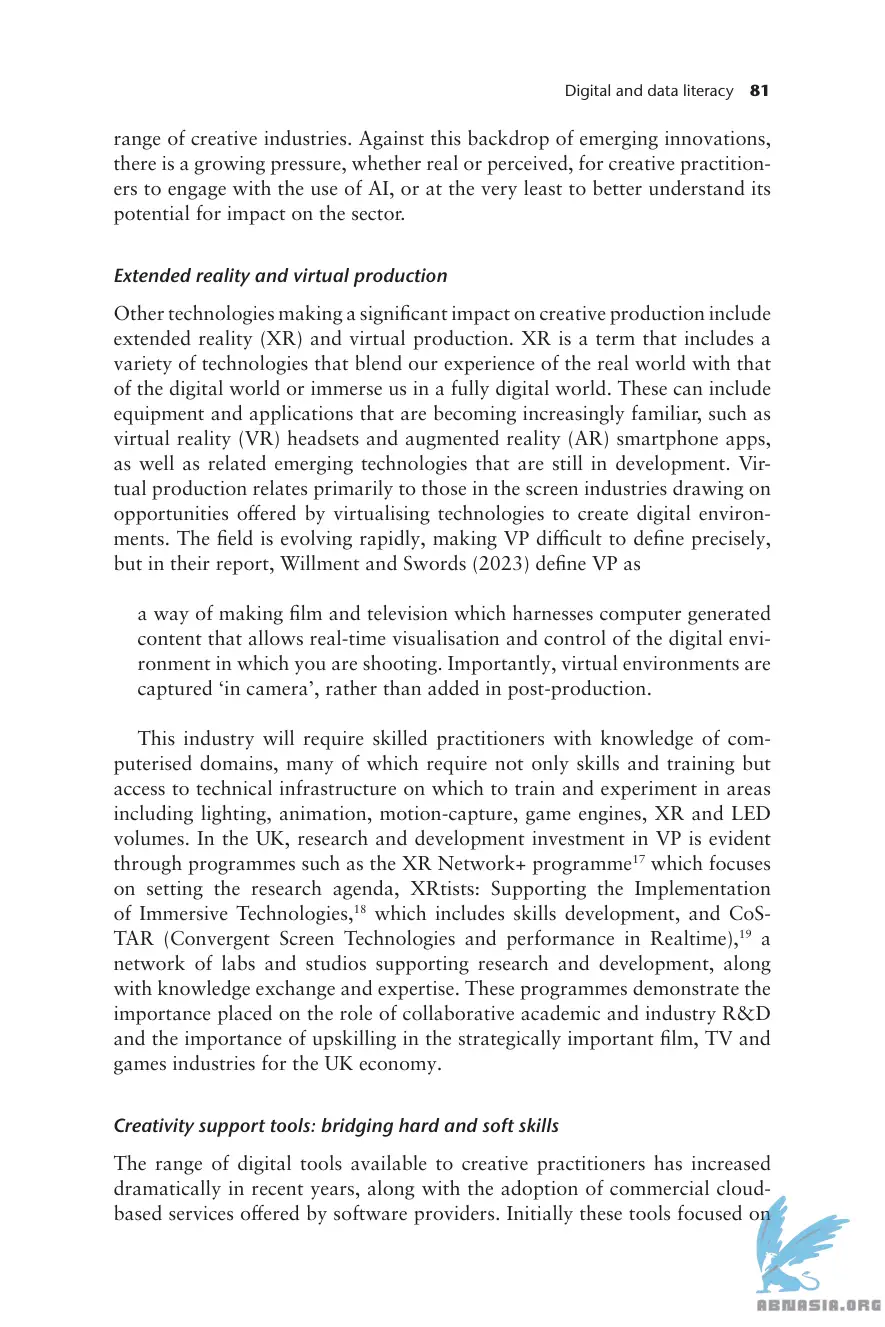 Digital and data literacy 81
range of creative industries. Against this backdrop of emerging innovations,
there is a growing pressure, whether real or perceived, for creative practition-
ers to engage with the use of AI, or at the very least to better understand its
potential for impact on the sector.
Extended reality and virtual production
Other technologies making a significant impact on creative production include
extended reality (XR) and virtual production. XR is a term that includes a
variety of technologies that blend our experience of the real world with that
of the digital world or immerse us in a fully digital world. These can include
equipment and applications that are becoming increasingly familiar, such as
virtual reality (VR) headsets and augmented reality (AR) smartphone apps,
as well as related emerging technologies that are still in development. Vir-
tual production relates primarily to those in the screen industries drawing on
opportunities offered by virtualising technologies to create digital environ-
ments. The field is evolving rapidly, making VP difficult to define precisely,
but in their report, Willment and Swords (2023) define VP as
a way of making film and television which harnesses computer generated
content that allows real-time visualisation and control of the digital envi-
ronment in which you are shooting. Importantly, virtual environments are
captured ‘in camera’, rather than added in post-production.
This industry will require skilled practitioners with knowledge of com-
puterised domains, many of which require not only skills and training but
access to technical infrastructure on which to train and experiment in areas
including lighting, animation, motion-capture, game engines, XR and LED
volumes. In the UK, research and development investment in VP is evident
through programmes such as the XR Network+ programme17 which focuses
on setting the research agenda, XRtists: Supporting the Implementation
of Immersive Technologies,18 which includes skills development, and CoS-
TAR (Convergent Screen Technologies and performance in Realtime),19 a
network of labs and studios supporting research and development, along
with knowledge exchange and expertise. These programmes demonstrate the
importance placed on the role of collaborative academic and industry R&D
and the importance of upskilling in the strategically important film, TV and
games industries for the UK economy.
Creativity support tools: bridging hard and soft skills
The range of digital tools available to creative practitioners has increased
dramatically in recent years, along with the adoption of commercial cloud-
based services offered by software providers. Initially these tools focused on
ABNASIA.ORG